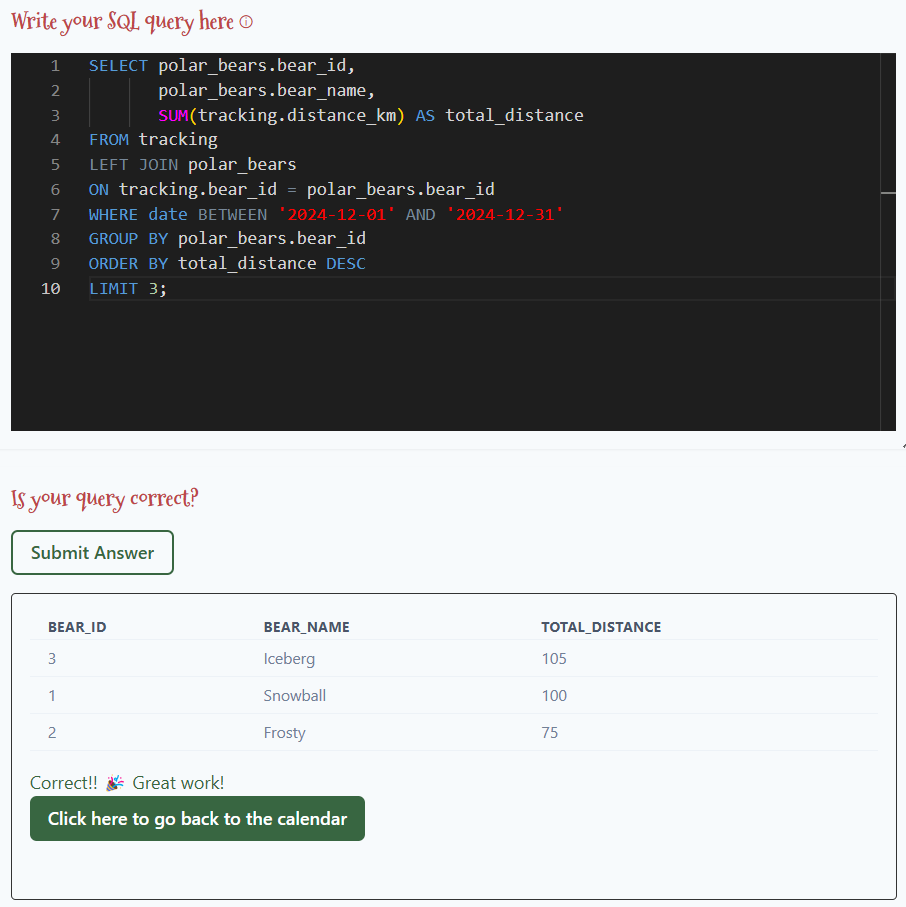 Write your SQL query here ⓘ
1 SELECT polar_bears.bear_id,
2 polar_bears.bear_name,
3 SUM(tracking.distance_km) AS total_distance
4 FROM tracking
5 LEFT JOIN polar_bears
6 ON tracking.bear_id = polar_bears.bear_id
7 WHERE date BETWEEN '2024-12-01' AND '2024-12-31'
8 GROUP BY polar_bears.bear_id
9 ORDER BY total_distance DESC
10 LIMIT 3;
Is your query correct?
Submit Answer
BEAR_ID BEAR_NAME TOTAL_DISTANCE
3 Iceberg 105
1 Snowball 100
2 Frosty 75
Correct!! 🎉 Great work!
Click here to go back to the calendar